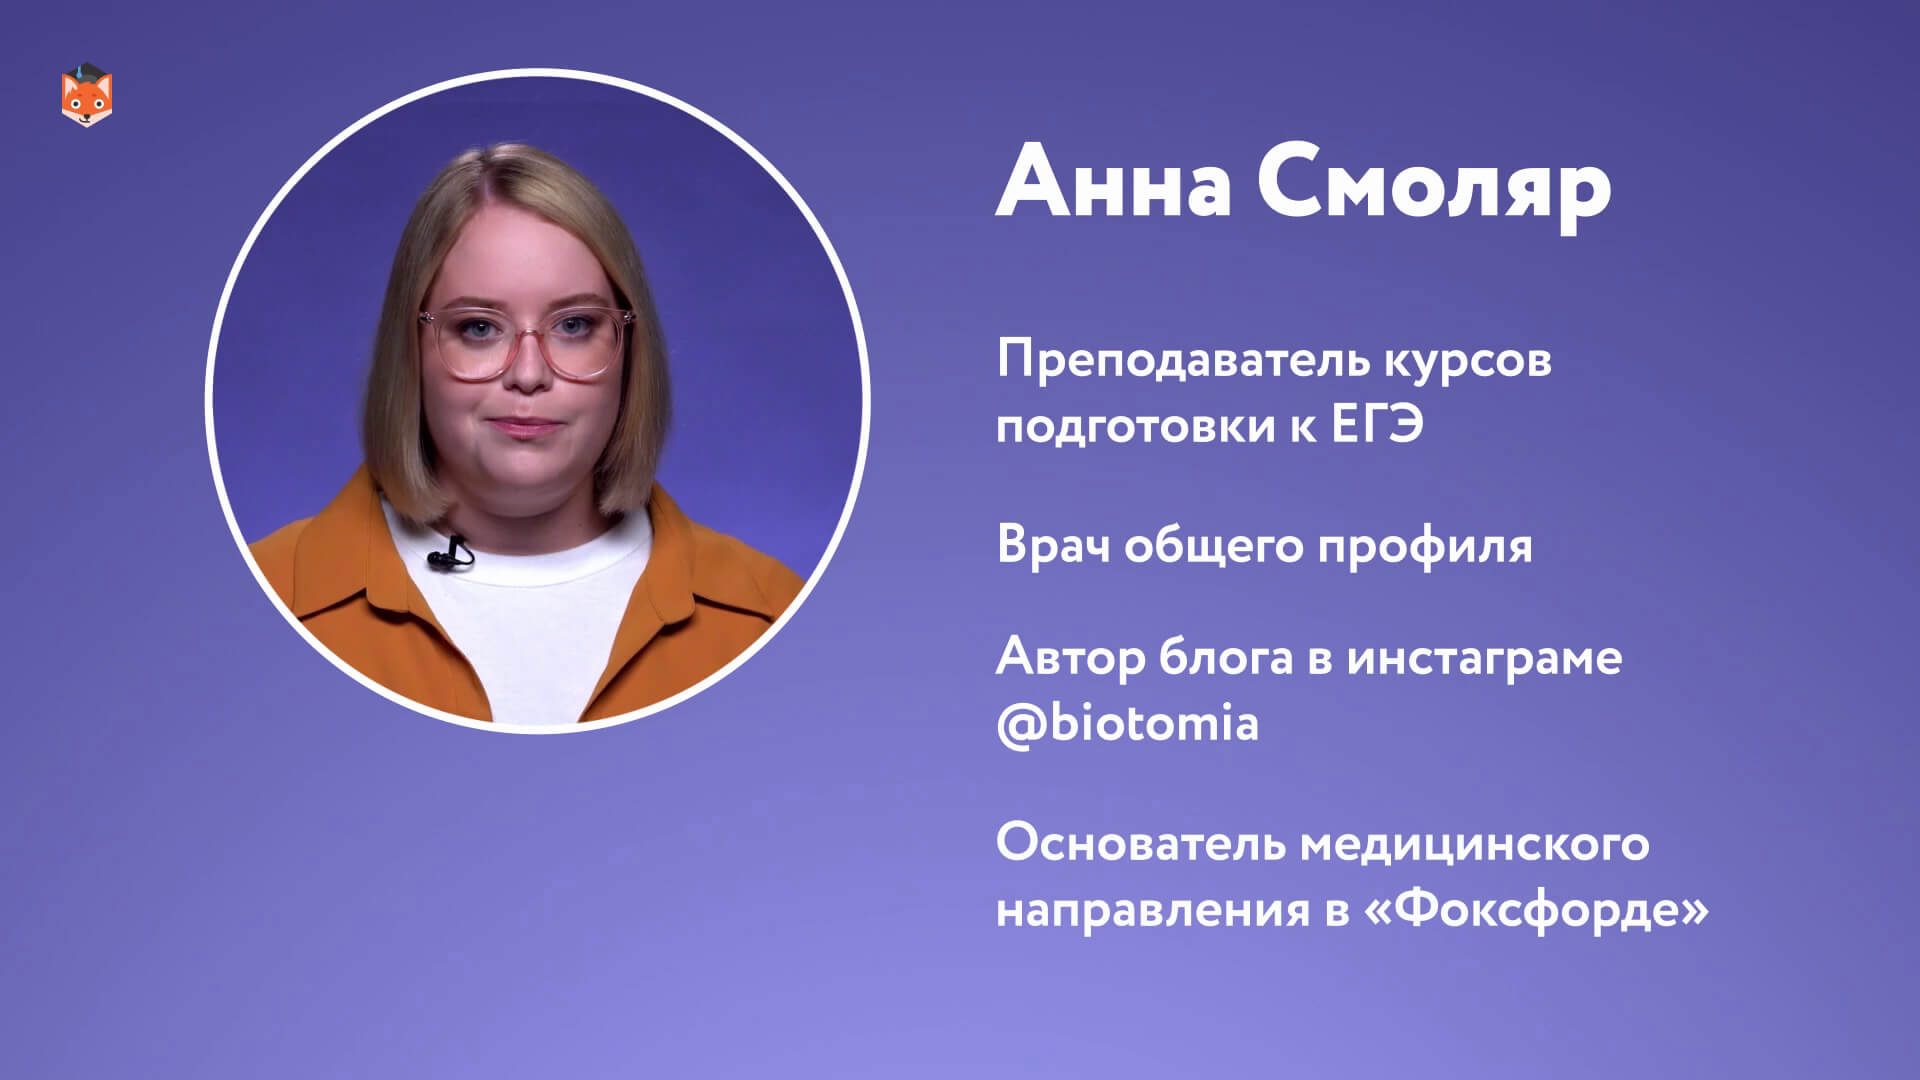 Анна Смоляр
Преподаватель курсов
подготовки к ЕГЭ
Врач общего профиля
Автор блога в инстаграме
@biotomia
Основатель медицинского
направления в «Фоксфорде»